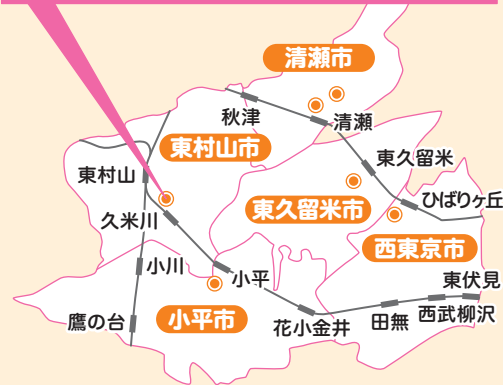 清瀬市
秋津
清瀬
東村山市
東久留米
東村山
ひばりヶ丘
東久留米市
久米川
西東京市
小川
小平
東伏見
鷹の台
小平市
花小金井
田無
西武柳沢